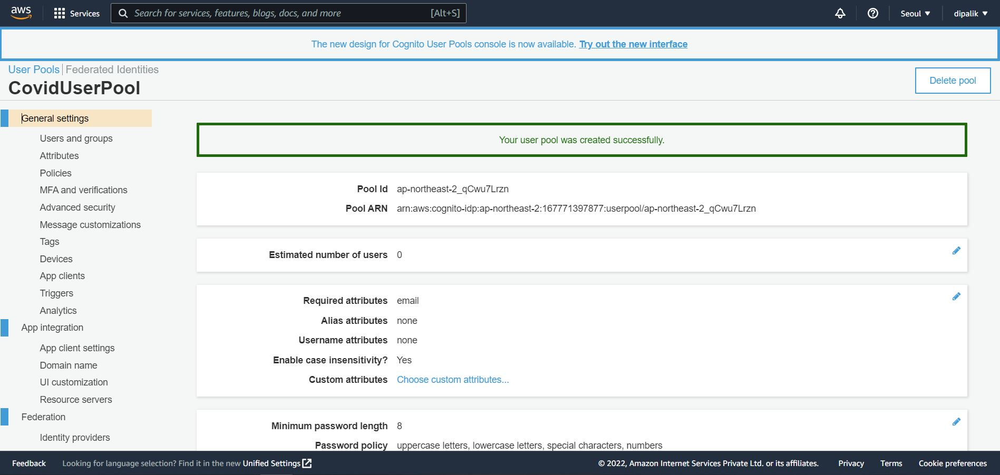 aws Services Search for services, features, blogs, docs, and more [Alt+S] Seoul ▼ dipalik ▼
The new design for Cognito User Pools console is now available. Try out the new interface
User Pools | Federated Identities
CovidUserPool
Delete pool
General settings
Users and groups
Attributes
Policies
MFA and verifications
Advanced security
Message customizations
Tags
Devices
App clients
Triggers
Analytics
App integration
App client settings
Domain name
UI customization
Resource servers
Federation
Identity providers
Your user pool was created successfully.
Pool Id ap-northeast-2_qCwu7Lrzn
Pool ARN arn:aws:cognito-idp:ap-northeast-2:167771397877:userpool/ap-northeast-2_qCwu7Lrzn
Estimated number of users 0
Required attributes email
Alias attributes none
Username attributes none
Enable case insensitivity? Yes
Custom attributes Choose custom attributes...
Minimum password length 8
Password policy uppercase letters, lowercase letters, special characters, numbers
Feedback Looking for language selection? Find it in the new Unified Settings © 2022, Amazon Internet Services Private Ltd. or its affiliates. Privacy Terms Cookie preferences